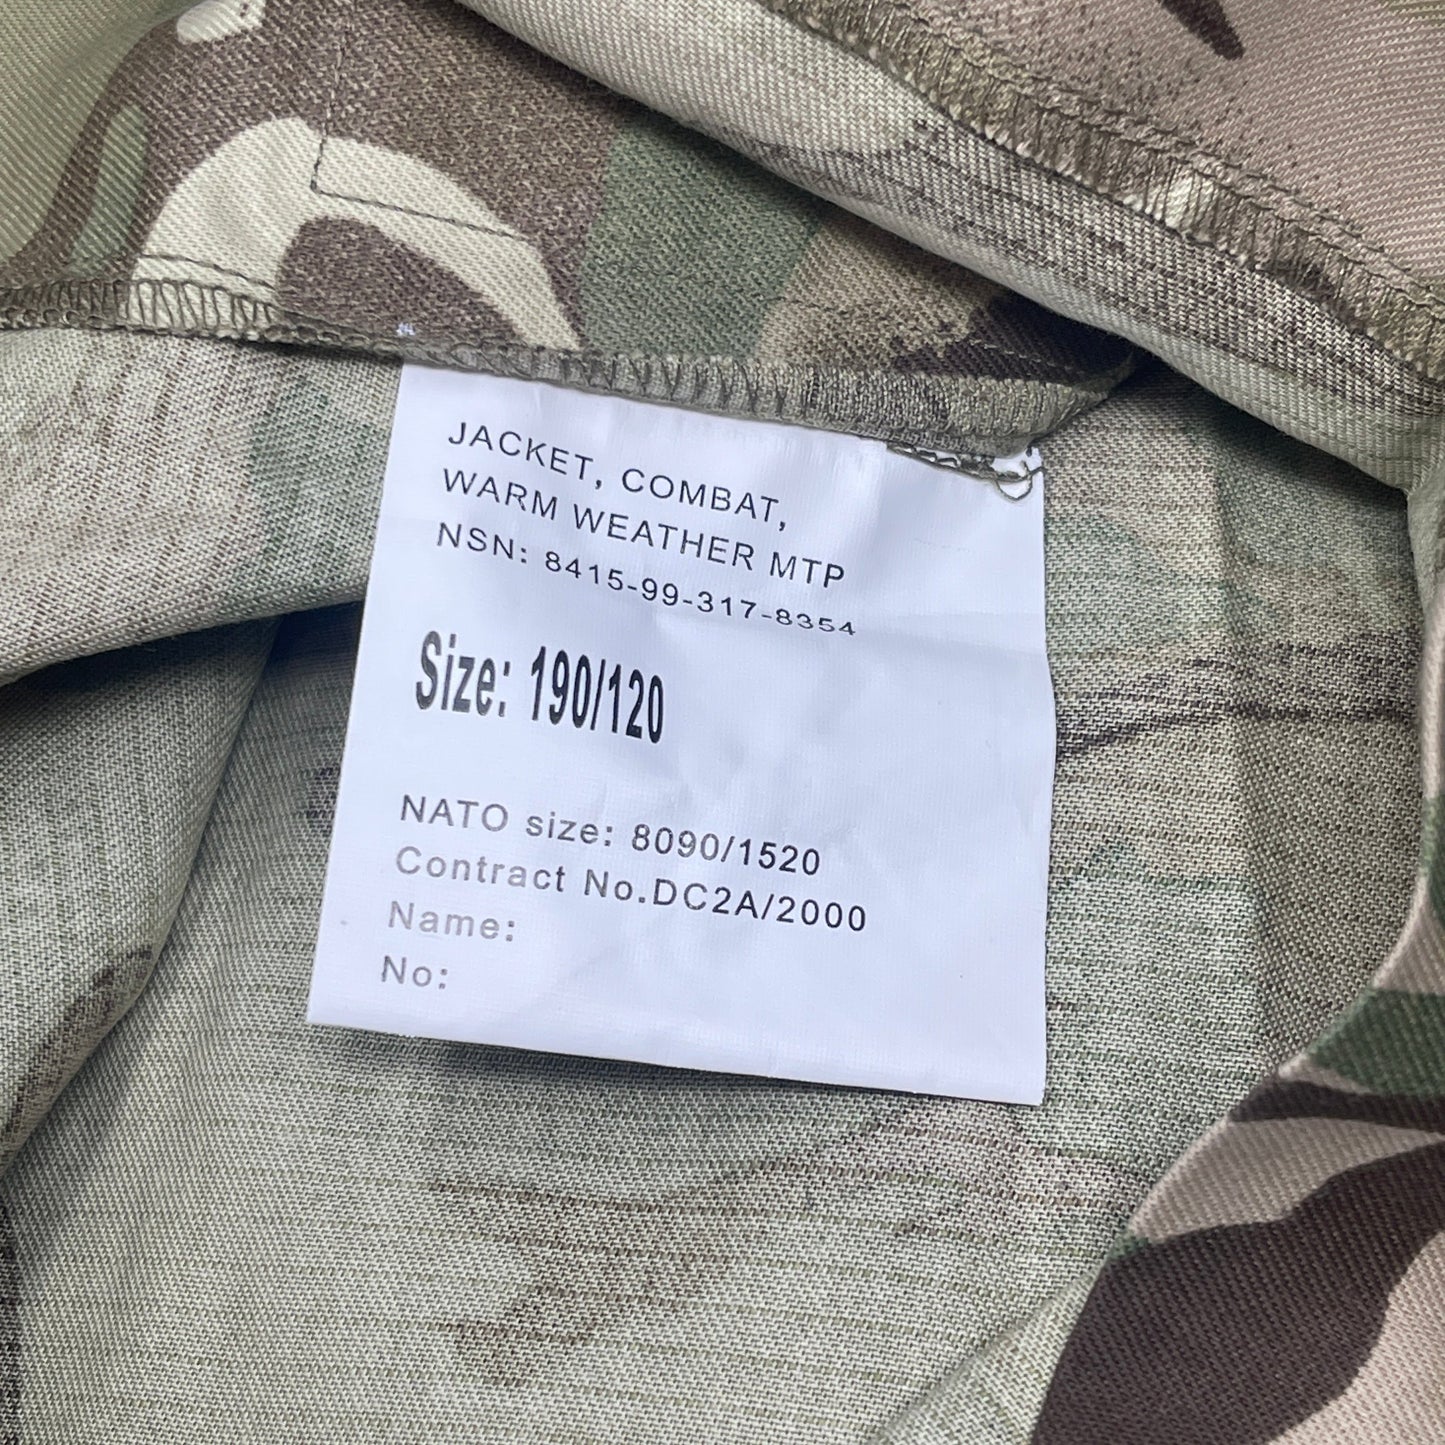 JACKET, COMBAT,
WARM WEATHER MTP
NSN: 8415-99-317-8354
Size: 190/120
NATO size: 8090/1520
Contract No.DC2A/2000
Name:
No: